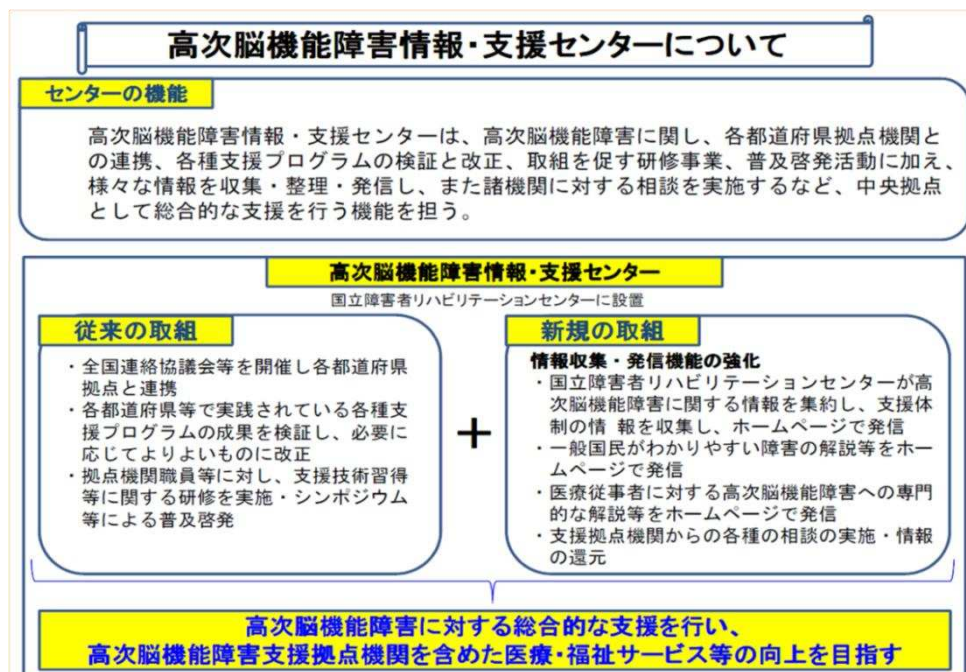 高次脳機能障害情報・支援センターについて
センターの機能
高次脳機能障害情報・支援センターは、高次脳機能障害に関し、各都道府県拠点機関と
の連携、各種支援プログラムの検証と改正、取組を促す研修事業、普及啓発活動に加え、
様々な情報を収集・整理・発信し、また諸機関に対する相談を実施するなど、中央拠点
として総合的な支援を行う機能を担う。
高次脳機能障害情報・支援センター
国立障害者リハビリテーションセンターに設置
従来の取組
・全国連絡協議会等を開催し各都道府県
拠点と連携
・各都道府県等で実践されている各種支
援プログラムの成果を検証し、必要に
応じてよりよいものに改正
・拠点機関職員等に対し、支援技術習得
等に関する研修を実施・シンポジウム
等による普及啓発
+
新規の取組
情報収集・発信機能の強化
・国立障害者リハビリテーションセンターが高
次脳機能障害に関する情報を集約し、支援体
制の情 報を収集し、ホームページで発信
・一般国民がわかりやすい障害の解説等をホ
ームページで発信
・医療従事者に対する高次脳機能障害への専門
的な解説等をホームページで発信
・支援拠点機関からの各種の相談の実施・情報
の還元
高次脳機能障害に対する総合的な支援を行い、
高次脳機能障害支援拠点機関を含めた医療・福祉サービス等の向上を目指す